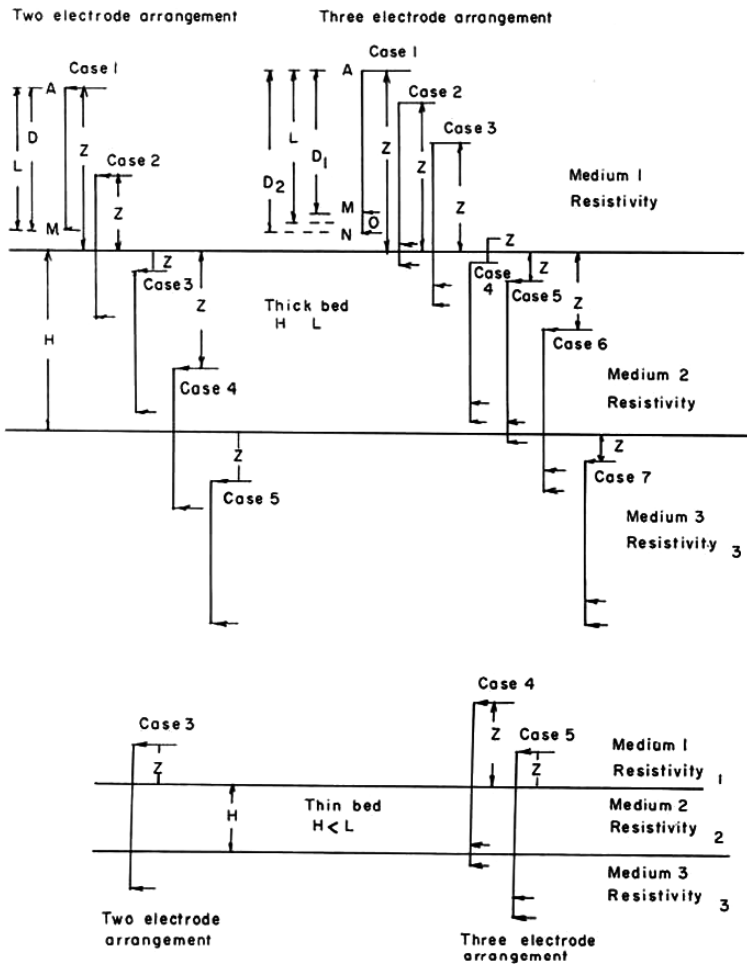 Two electrode arrangement
Three electrode arrangement
Case 1
A
D
L
Z
M
Case 2
Z
Z
Case 3
Z
Case 4
Z
Case 5
H
Case 1
A
Case 2
Case 3
L
D1
D2
Z
Z
Z
M
O
N
Z
Case 4
Z
Case 5
Z
Case 6
Z
Case 7
Medium 1
Resistivity
Thick bed
H L
Medium 2
Resistivity
Medium 3
Resistivity 3
Case 3
Z
Case 4
Z
Case 5
Z
Medium 1
Resistivity 1
H
Thin bed
H < L
Medium 2
Resistivity 2
Medium 3
Resistivity 3
Two electrode
arrangement
Three electrode
arrangement